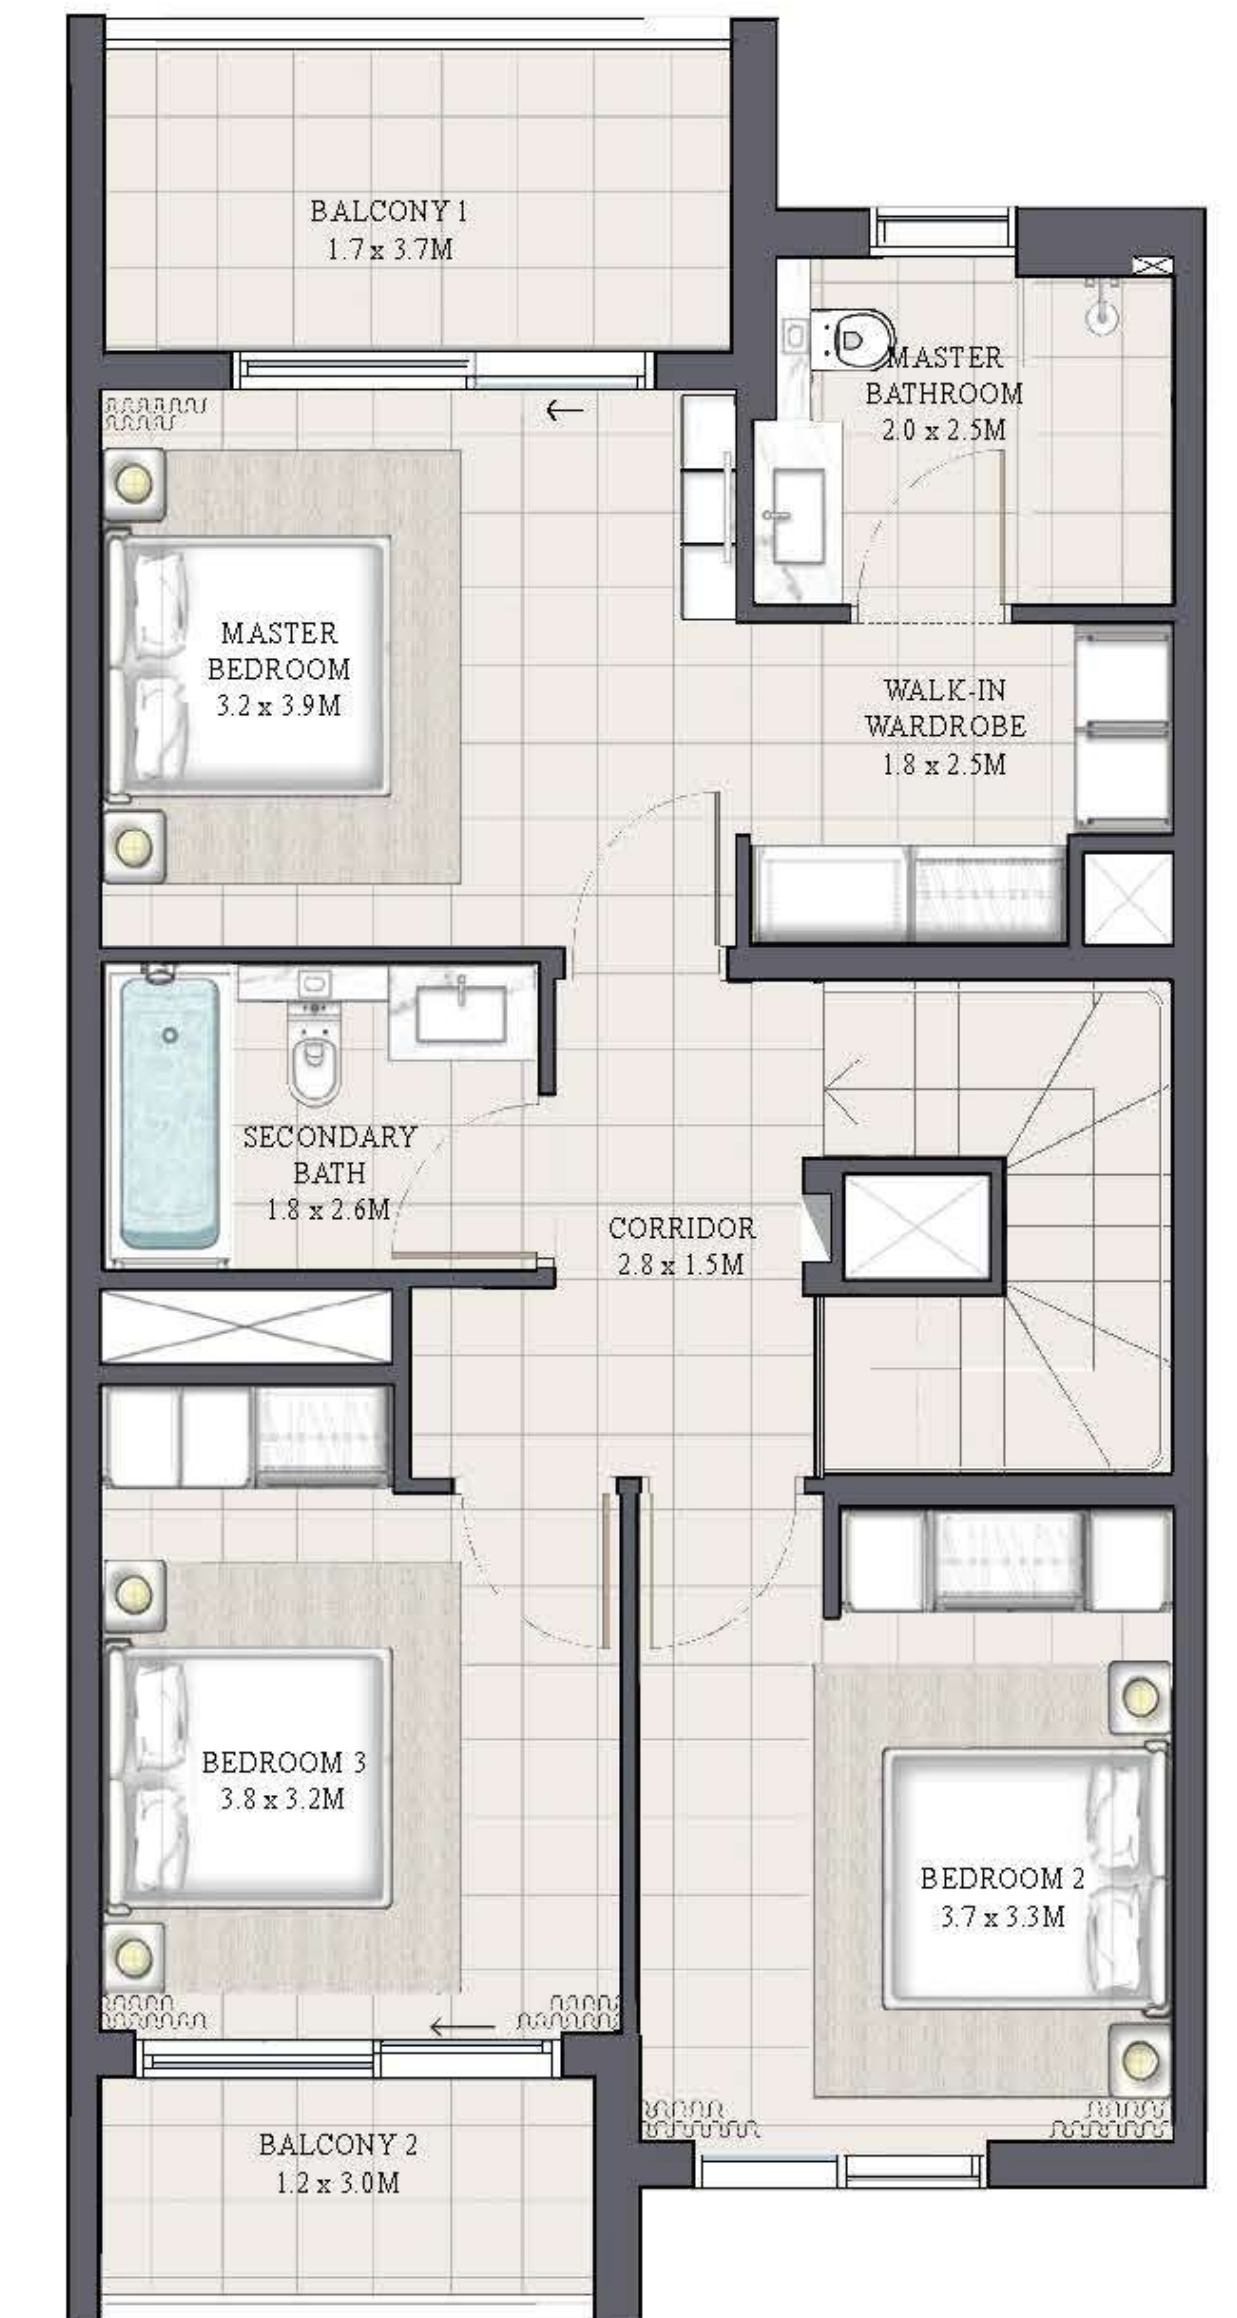 BALCONY 1
1.7 x 3.7M
MASTER
BATHROOM
2.0 x 2.5M
MASTER
BEDROOM
3.2 x 3.9M
WALK-IN
WARDROBE
1.8 x 2.5M
SECONDARY
BATH
1.8 x 2.6M
CORRIDOR
2.8 x 1.5M
BEDROOM 3
3.8 x 3.2M
BEDROOM 2
3.7 x 3.3M
BALCONY 2
1.2 x 3.0M